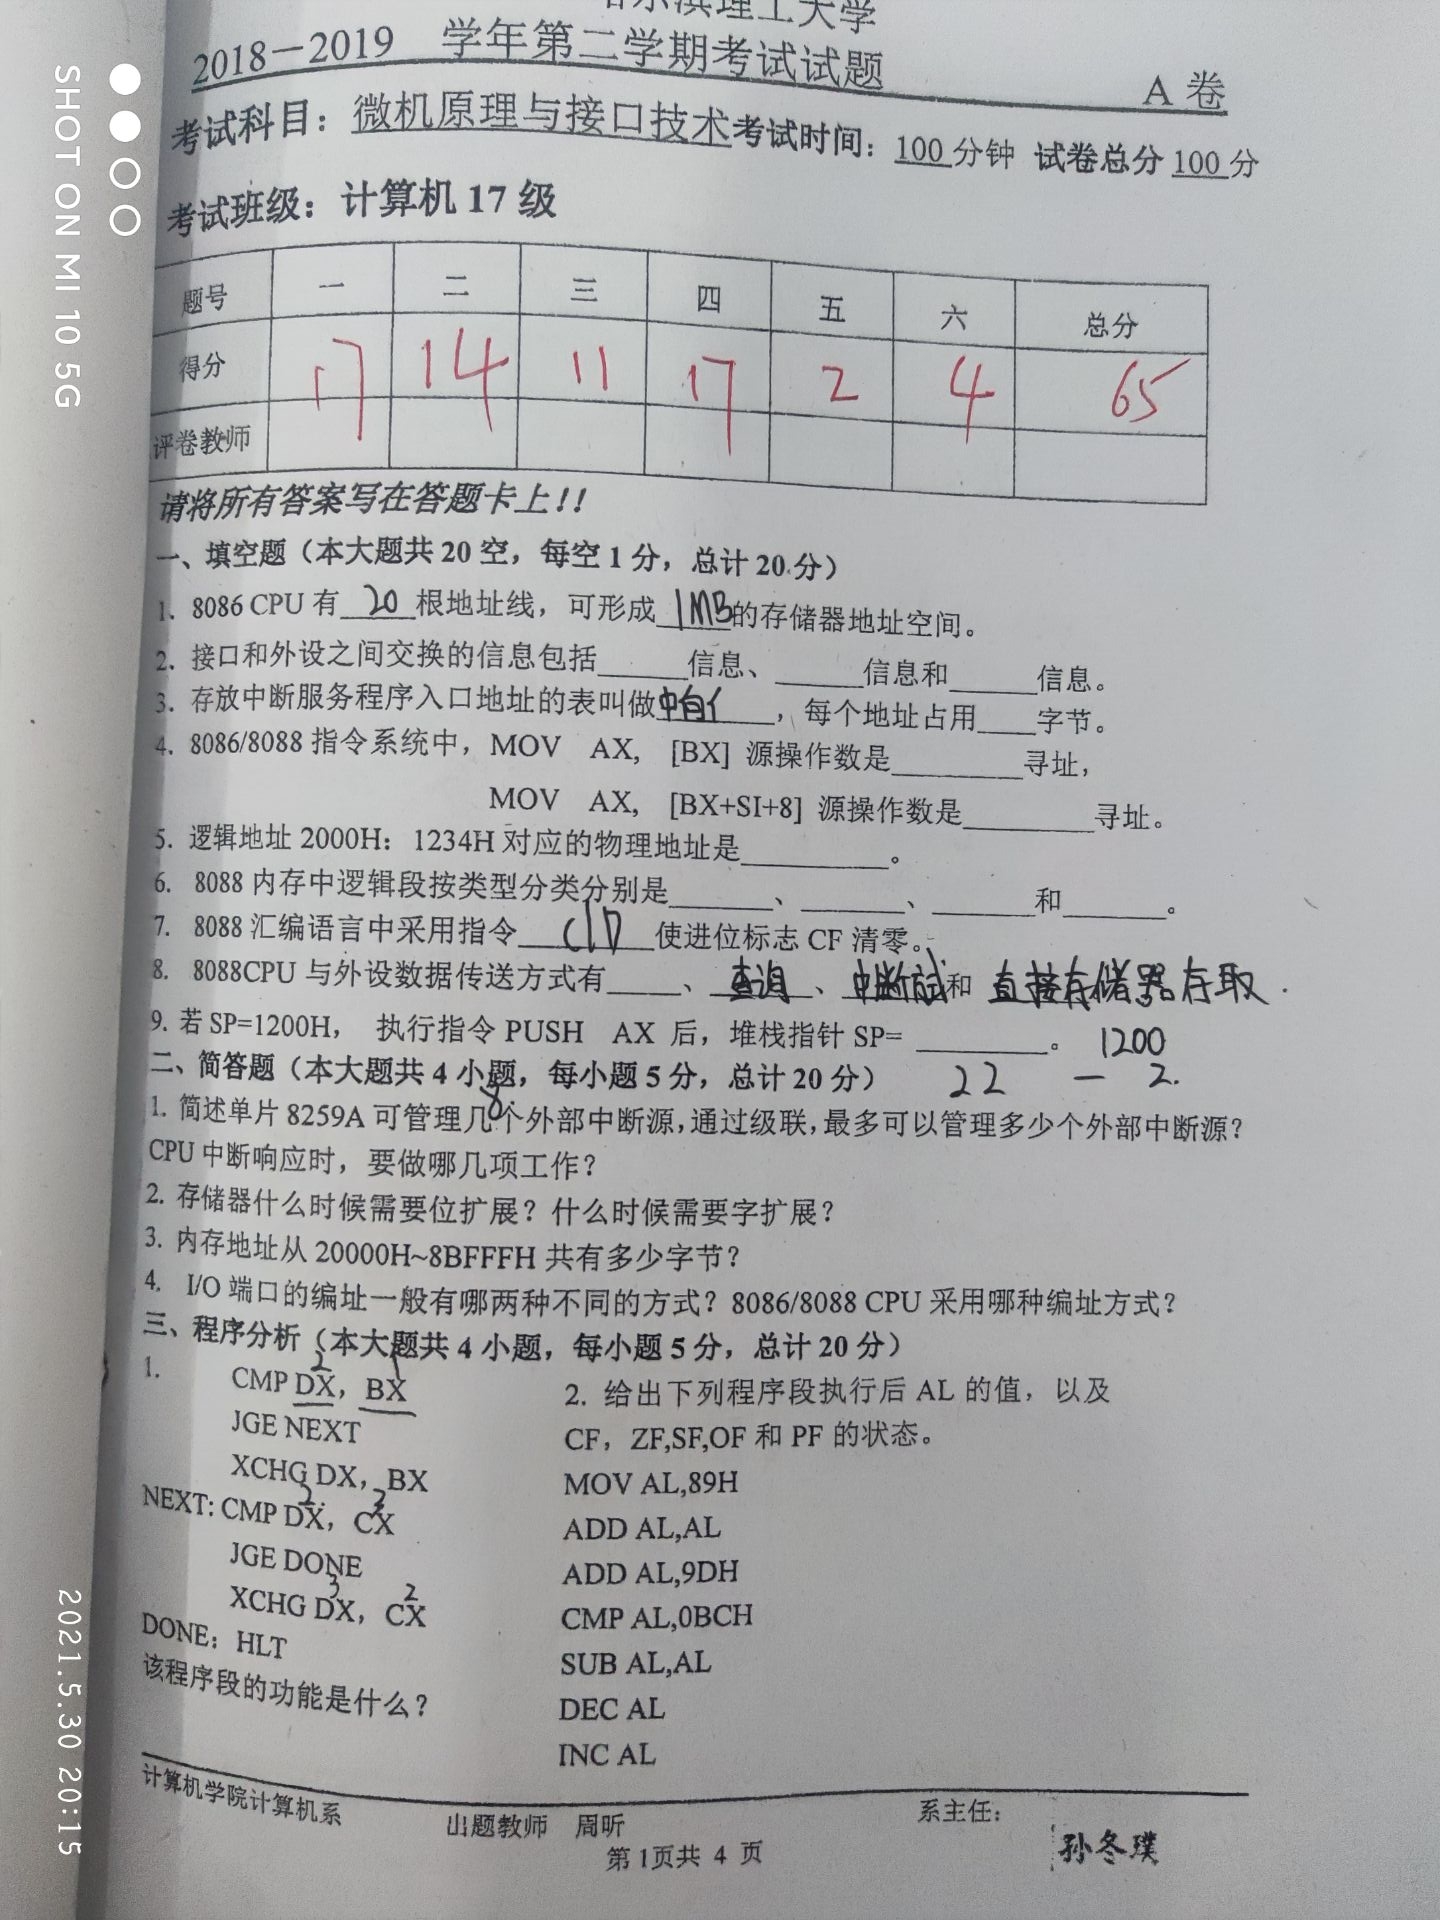 哈尔滨理工大学
2018－2019 学年第二学期考试试题 A 卷
考试科目：微机原理与接口技术考试时间：100分钟 试卷总分100分
考试班级：计算机 17 级
题号 一 二 三 四 五 六 总分
得分 17 14 11 17 2 4 65
评卷教师
请将所有答案写在答题卡上！！
一、填空题（本大题共 20 空，每空 1 分，总计 20 分）
1. 8086 CPU 有 20 根地址线，可形成 1MB 的存储器地址空间。
2. 接口和外设之间交换的信息包括______信息、______信息和______信息。
3. 存放中断服务程序入口地址的表叫做 中 ______，每个地址占用____字节。
4. 8086/8088 指令系统中，MOV AX, [BX] 源操作数是_________寻址，
MOV AX, [BX+SI+8] 源操作数是_________寻址。
5. 逻辑地址 2000H：1234H 对应的物理地址是__________。
6. 8088 内存中逻辑段按类型分类分别是_______、_______、_______和_______。
7. 8088 汇编语言中采用指令 使进位标志 CF 清零。
8. 8088CPU 与外设数据传送方式有_____、查询、中断 和 直接存储器存取.
9. 若 SP=1200H， 执行指令 PUSH AX 后，堆栈指针 SP= _________。 1200
二、简答题（本大题共 4 小题，每小题 5 分，总计 20 分） 22 － 2.
8.
1. 简述单片 8259A 可管理几个外部中断源，通过级联，最多可以管理多少个外部中断源？
CPU 中断响应时，要做哪几项工作？
2. 存储器什么时候需要位扩展？什么时候需要字扩展？
3. 内存地址从 20000H~8BFFFH 共有多少字节？
4. I/O 端口的编址一般有哪两种不同的方式？8086/8088 CPU 采用哪种编址方式？
三、程序分析（本大题共 4 小题，每小题 5 分，总计 20 分）
1.
2 1
CMP DX，BX
JGE NEXT
XCHG DX，BX
2. 2
NEXT: CMP DX，CX
JGE DONE
3 2
XCHG DX，CX
DONE：HLT
该程序段的功能是什么？
2. 给出下列程序段执行后 AL 的值，以及
CF，ZF,SF,OF 和 PF 的状态。
MOV AL,89H
ADD AL,AL
ADD AL,9DH
CMP AL,0BCH
SUB AL,AL
DEC AL
INC AL
计算机学院计算机系 出题教师 周昕 系主任：
孙冬璞
第 1页共 4 页
SHOT ON MI 10 5G
2021.5.30 20:15